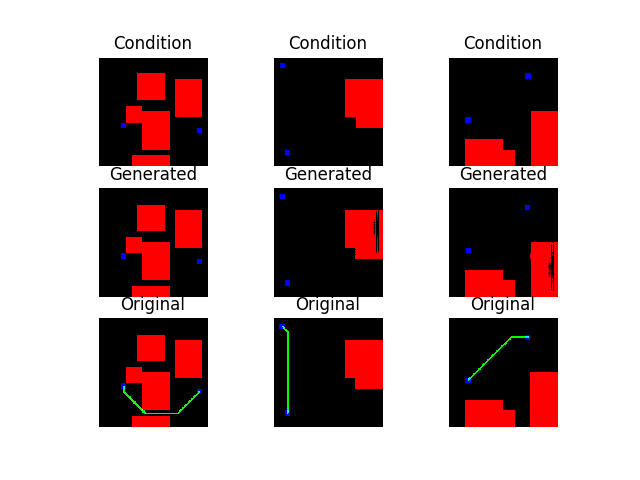 Condition Condition Condition
Generated Generated Generated
Original Original Original